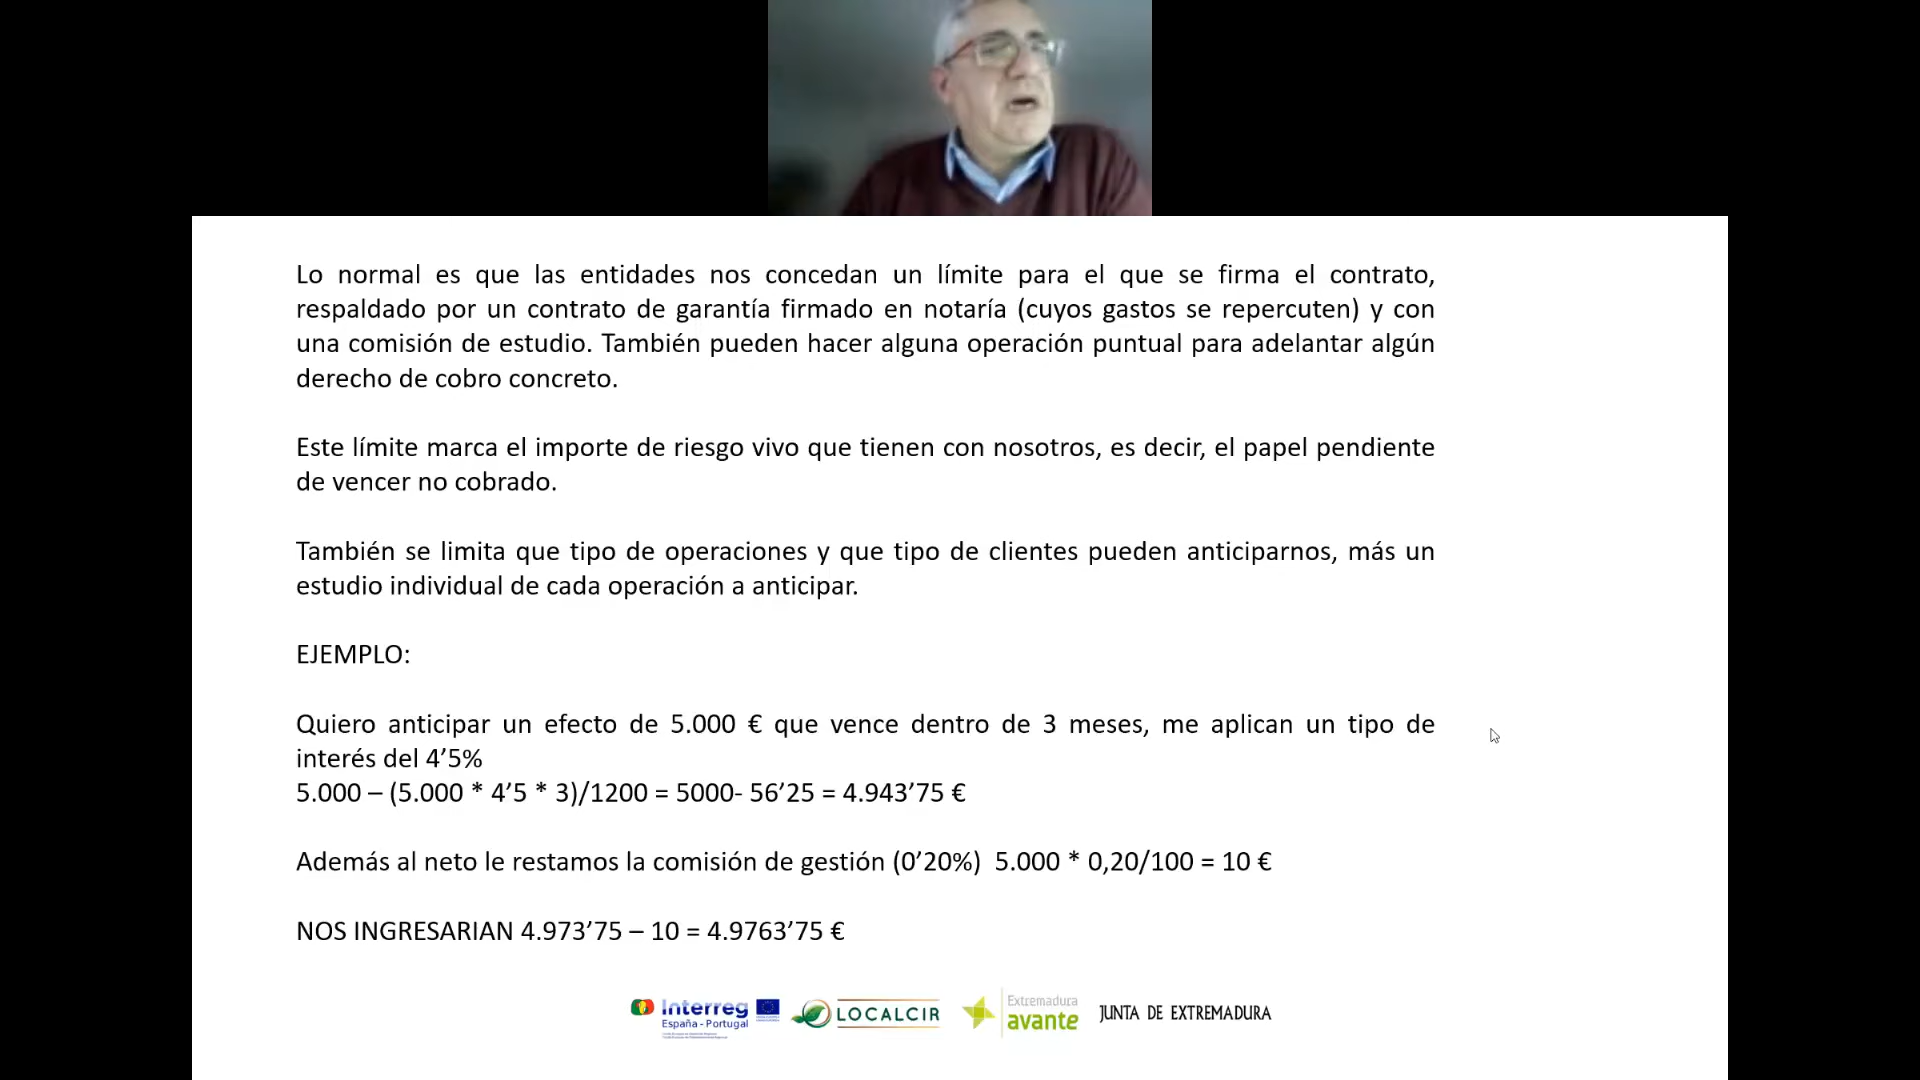 Lo normal es que las entidades nos concedan un límite para el que se firma el contrato,
respaldado por un contrato de garantía firmado en notaría (cuyos gastos se repercuten) y con
una comisión de estudio. También pueden hacer alguna operación puntual para adelantar algún
derecho de cobro concreto.
Este límite marca el importe de riesgo vivo que tienen con nosotros, es decir, el papel pendiente
de vencer no cobrado.
También se limita que tipo de operaciones y que tipo de clientes pueden anticiparnos, más un
estudio individual de cada operación a anticipar.
EJEMPLO:
Quiero anticipar un efecto de 5.000 € que vence dentro de 3 meses, me aplican un tipo de
interés del 4’5%
5.000 – (5.000 * 4’5 * 3)/1200 = 5000- 56’25 = 4.943’75 €
Además al neto le restamos la comisión de gestión (0’20%) 5.000 * 0,20/100 = 10 €
NOS INGRESARIAN 4.973’75 – 10 = 4.9763’75 €
Interreg
España - Portugal
LOCALCIR
Extremadura
avante
JUNTA DE EXTREMADURA